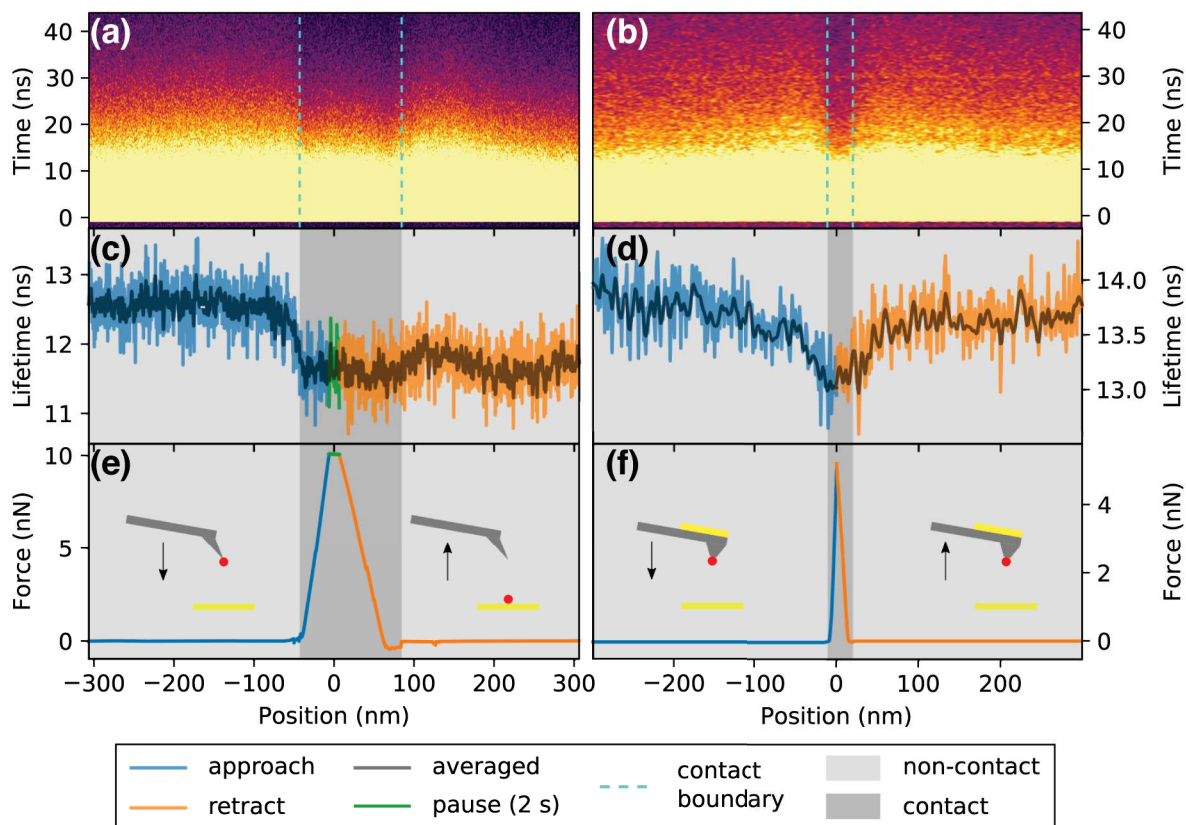 (a)
(b)
Time (ns)
40
30
20
10
0
40
30
20
10
0
Time (ns)
(c)
(d)
Lifetime (ns)
13
12
11
14.0
13.5
13.0
Lifetime (ns)
(e)
(f)
Force (nN)
10
5
0
4
2
0
Force (nN)
−300 −200 −100 0 100 200 300
−200 −100 0 100 200
Position (nm)
Position (nm)
approach
averaged
contact
boundary
non-contact
retract
pause (2 s)
contact